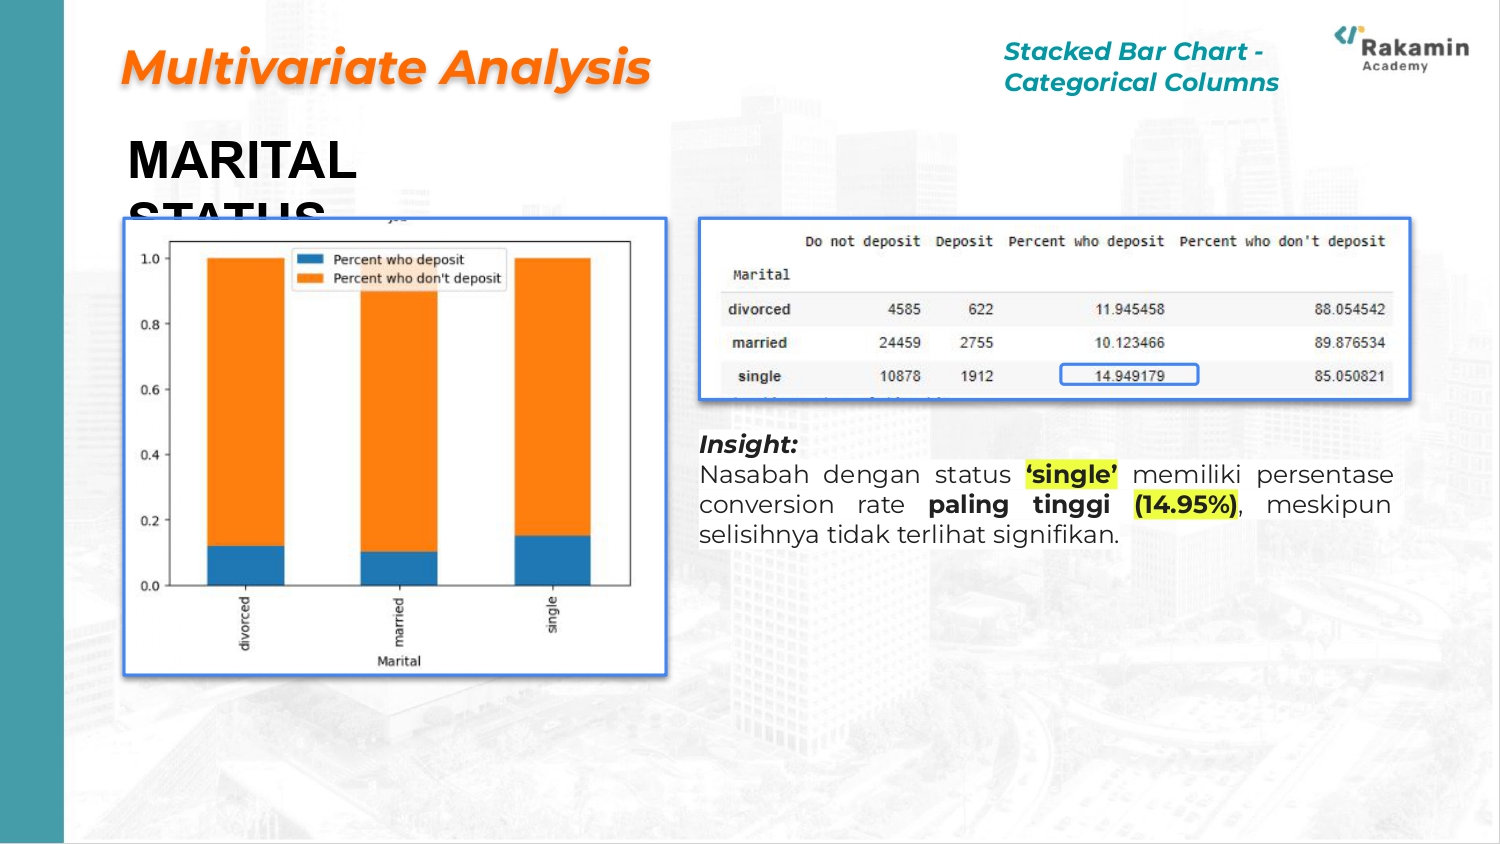 Multivariate Analysis
Stacked Bar Chart -
Categorical Columns
Rakamin
Academy
MARITAL
STATUS
Percent who deposit
Percent who don't deposit
1.0
0.8
0.6
0.4
0.2
0.0
divorced
married
single
Marital
Do not deposit Deposit Percent who deposit Percent who don't deposit
Marital
divorced 4585 622 11.945458 88.054542
married 24459 2755 10.123466 89.876534
single 10878 1912 14.949179 85.050821
Insight:
Nasabah dengan status ‘single’ memiliki persentase
conversion rate paling tinggi (14.95%), meskipun
selisihnya tidak terlihat signifikan.